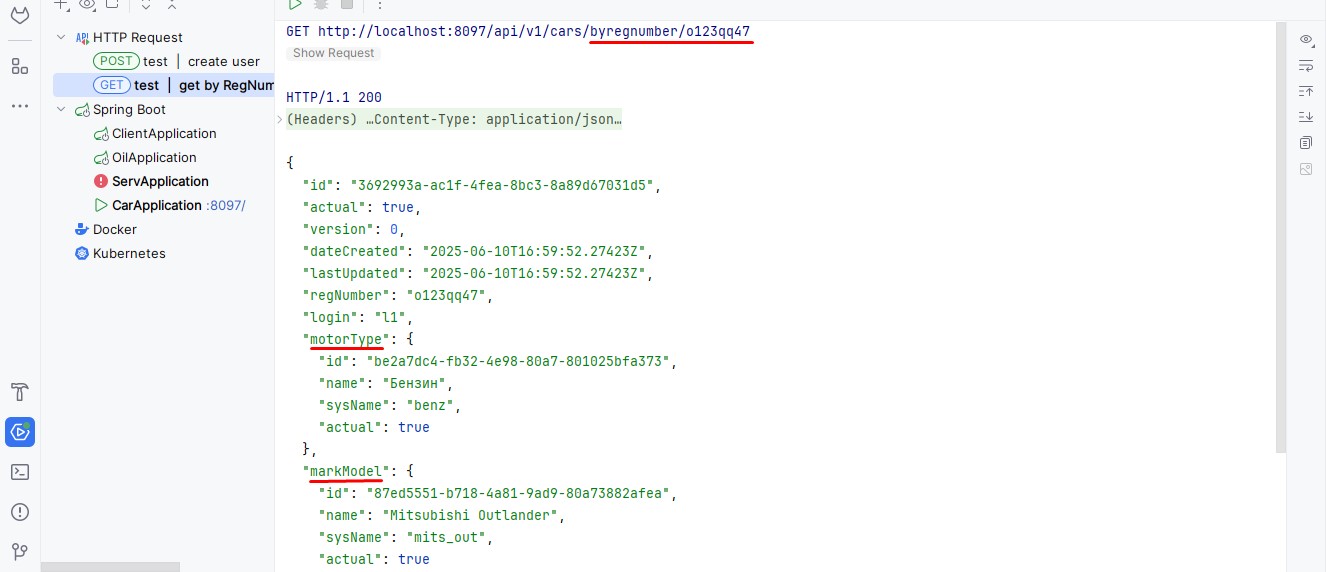 HTTP Request
POST test | create user
GET test | get by RegNum
Spring Boot
ClientApplication
OilApplication
ServApplication
CarApplication :8097/
Docker
Kubernetes
GET http://localhost:8097/api/v1/cars/byregnumber/o123qq47
Show Request
HTTP/1.1 200
(Headers) …Content-Type: application/json…
{
"id": "3692993a-ac1f-4fea-8bc3-8a89d67031d5",
"actual": true,
"version": 0,
"dateCreated": "2025-06-10T16:59:52.27423Z",
"lastUpdated": "2025-06-10T16:59:52.27423Z",
"regNumber": "o123qq47",
"login": "l1",
"motorType": {
"id": "be2a7dc4-fb32-4e98-80a7-801025bfa373",
"name": "Бензин",
"sysName": "benz",
"actual": true
},
"markModel": {
"id": "87ed5551-b718-4a81-9ad9-80a73882afea",
"name": "Mitsubishi Outlander",
"sysName": "mits_out",
"actual": true